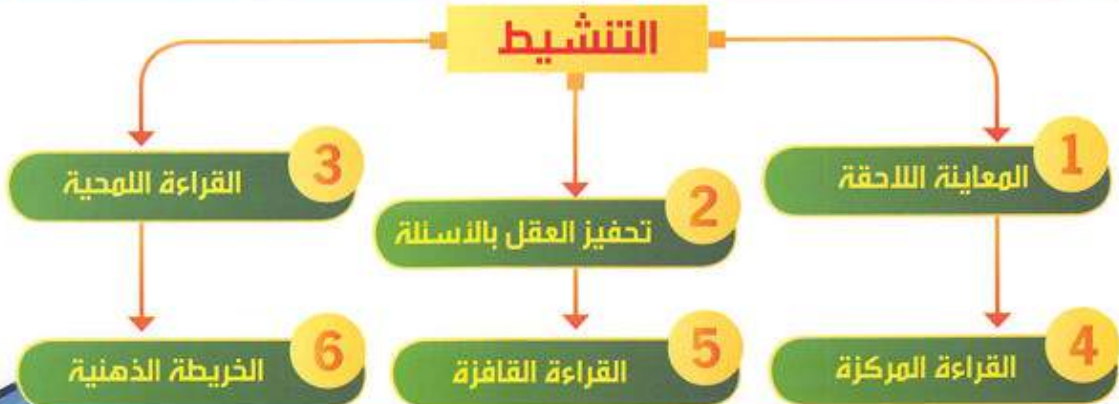 التنشيط
1
المعاينة اللاحقة
2
تحفيز العقل بالأسئلة
3
القراءة اللمحية
4
القراءة المركزة
5
القراءة القافزة
6
الخريطة الذهنية